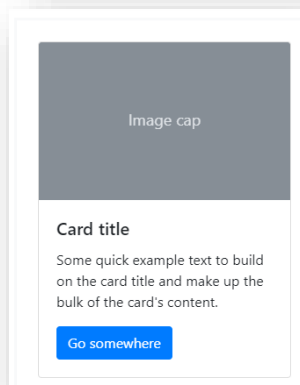 Image cap
Card title
Some quick example text to build
on the card title and make up the
bulk of the card's content.
Go somewhere